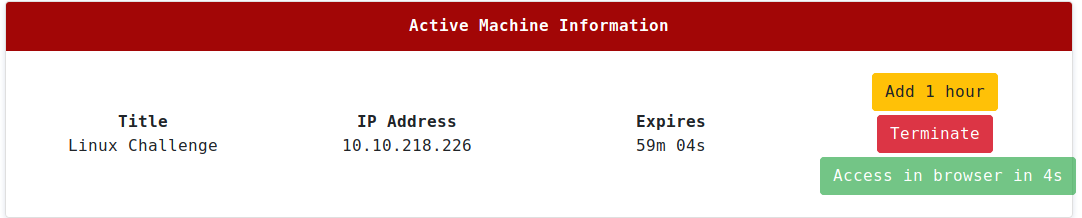 Active Machine Information
Title
Linux Challenge
IP Address
10.10.218.226
Expires
59m 04s
Add 1 hour
Terminate
Access in browser in 4s